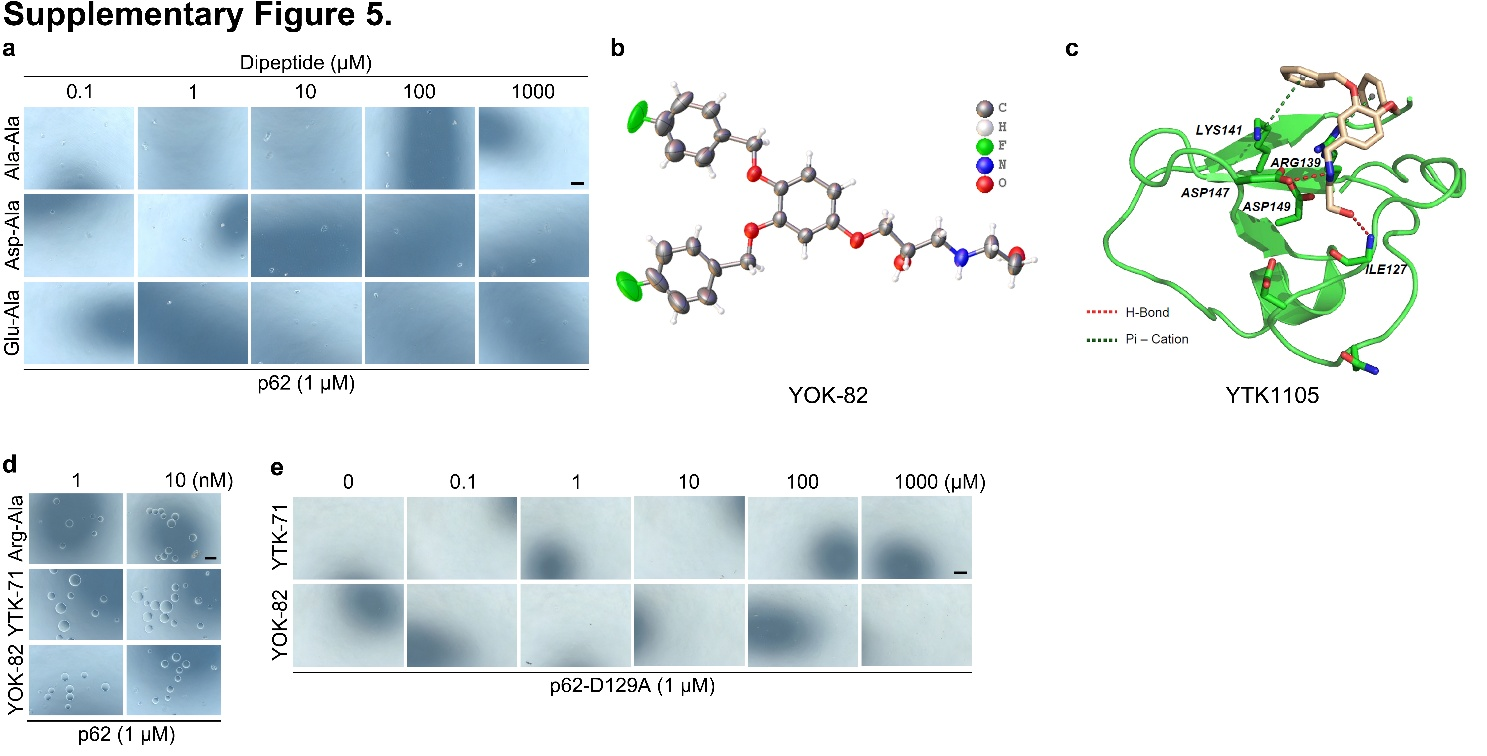 Supplementary Figure 5.
a
Dipeptide (µM)
0.1 1 10 100 1000
Ala-Ala
Asp-Ala
Glu-Ala
p62 (1 µM)
b
C
H
F
N
O
YOK-82
c
LYS141
ARG139
ASP147
ASP149
ILE127
H-Bond
Pi – Cation
YTK1105
d
1 10 (nM)
Arg-Ala
YTK-71
YOK-82
p62 (1 µM)
e
0 0.1 1 10 100 1000 (µM)
YTK-71
YOK-82
p62-D129A (1 µM)